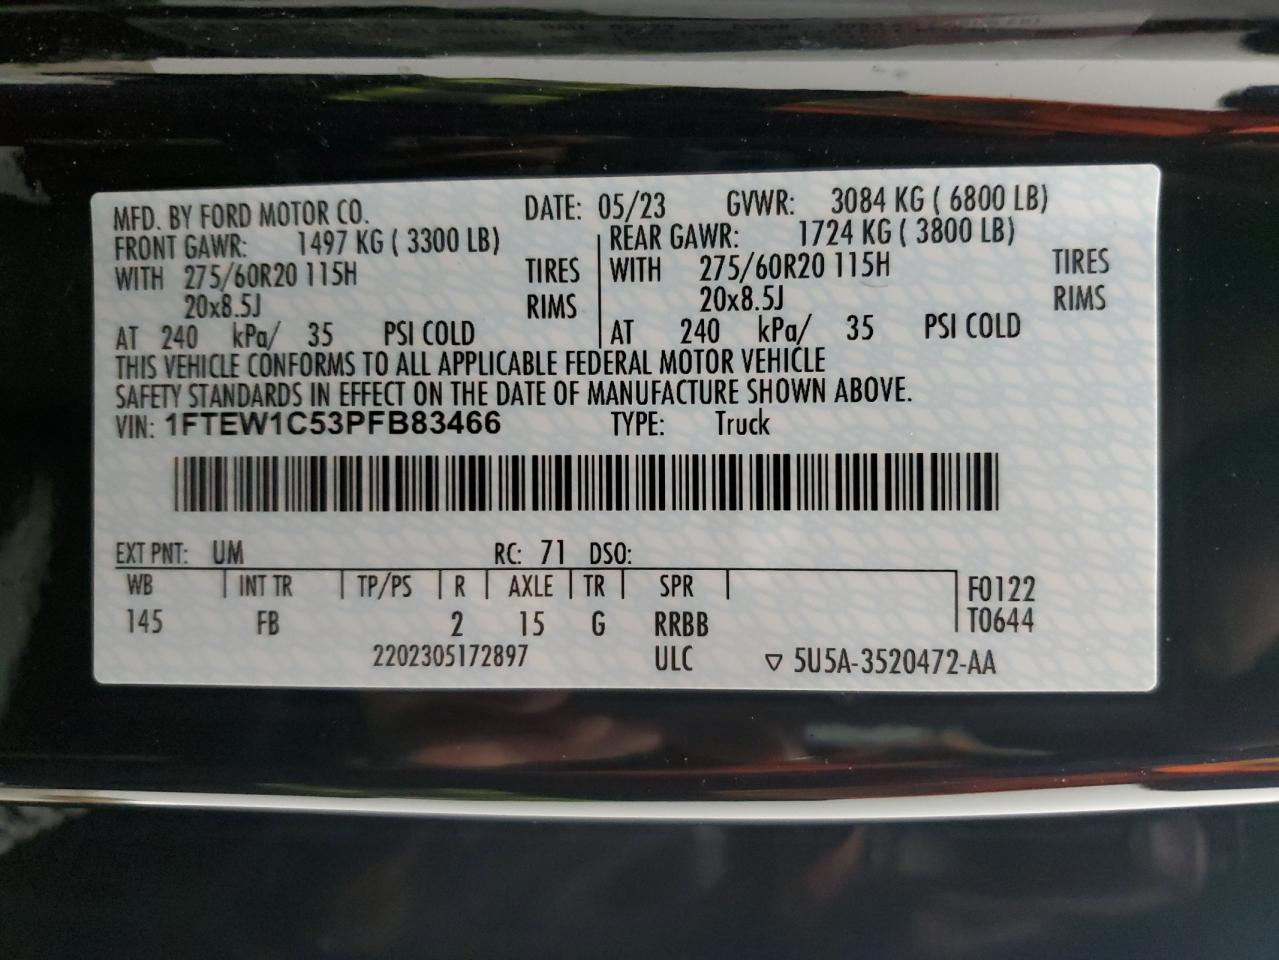 MFD. BY FORD MOTOR CO. DATE: 05/23 GVWR: 3084 KG ( 6800 LB)
FRONT GAWR: 1497 KG ( 3300 LB) REAR GAWR: 1724 KG ( 3800 LB)
WITH 275/60R20 115H TIRES WITH 275/60R20 115H TIRES
20x8.5J RIMS 20x8.5J RIMS
AT 240 kPa/ 35 PSI COLD AT 240 kPa/ 35 PSI COLD
THIS VEHICLE CONFORMS TO ALL APPLICABLE FEDERAL MOTOR VEHICLE
SAFETY STANDARDS IN EFFECT ON THE DATE OF MANUFACTURE SHOWN ABOVE.
VIN: 1FTEW1C53PFB83466 TYPE: Truck
EXT PNT: UM RC: 71 DSO:
WB INT TR TP/PS R AXLE TR SPR F0122
145 FB 2 15 G RRBB T0644
2202305172897 ULC ▽ 5U5A-3520472-AA